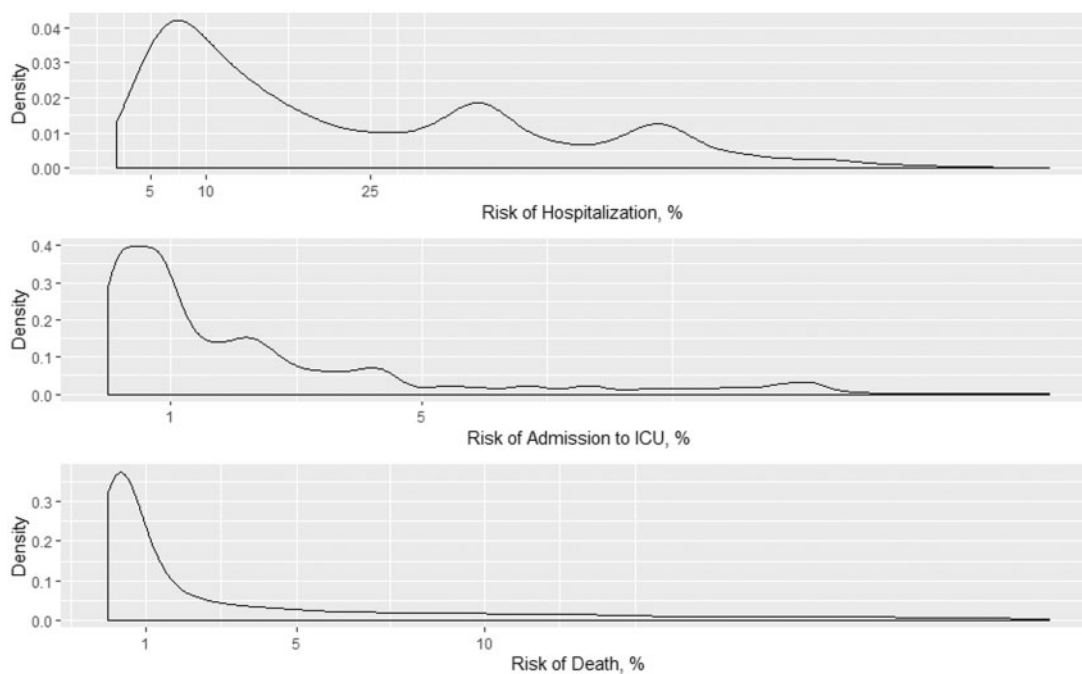 Density
0.04
0.03
0.02
0.01
0.00
5 10 25
Risk of Hospitalization, %
Density
0.4
0.3
0.2
0.1
0.0
1 5
Risk of Admission to ICU, %
Density
0.3
0.2
0.1
0.0
1 5 10
Risk of Death, %